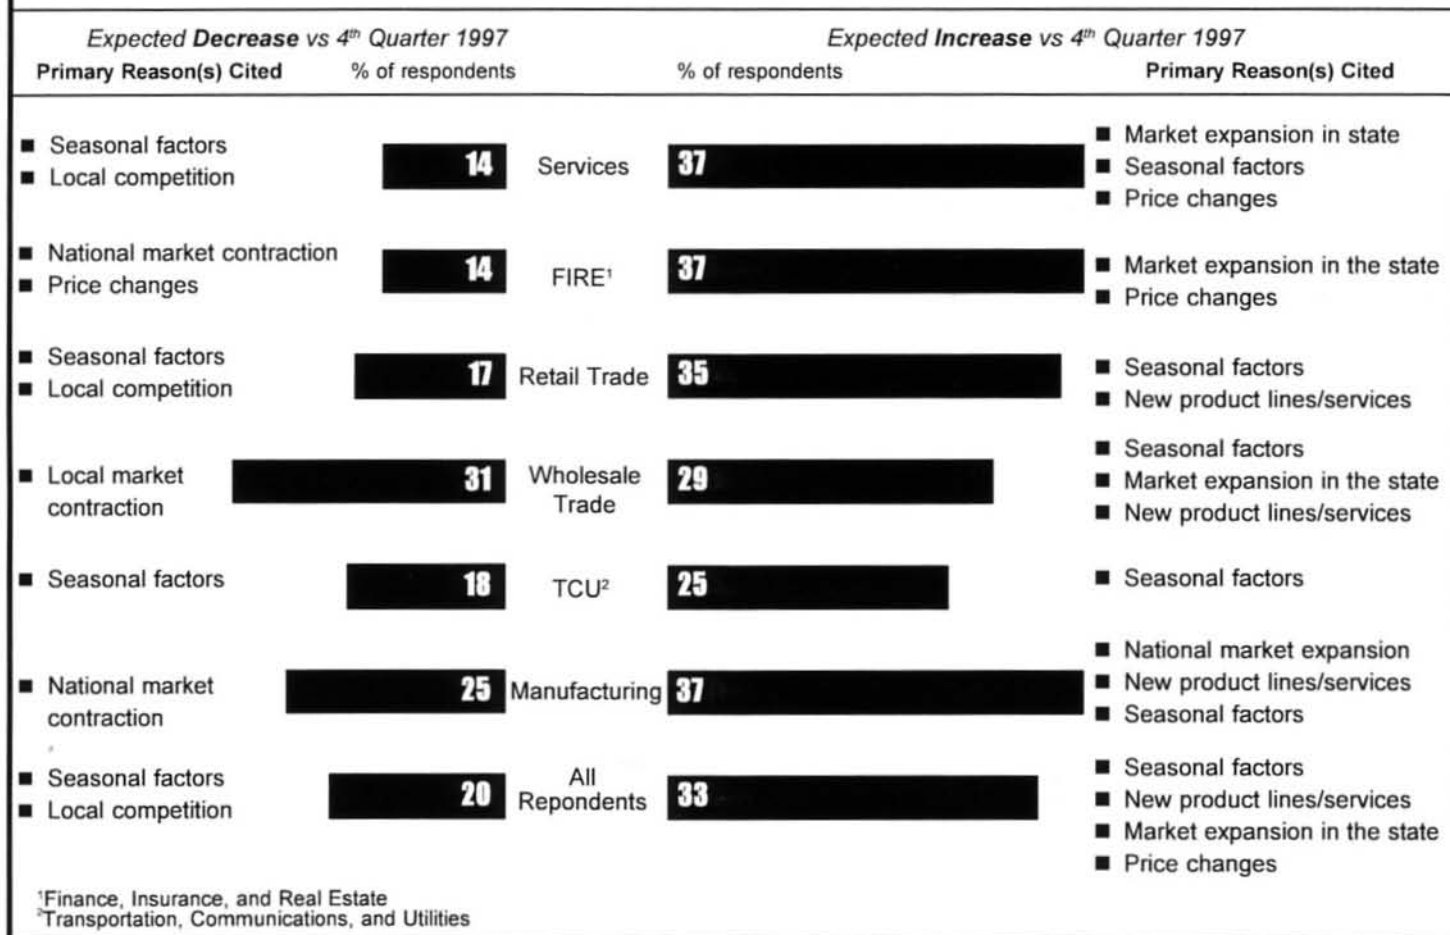 Expected Decrease vs 4th Quarter 1997
Expected Increase vs 4th Quarter 1997
Primary Reason(s) Cited
% of respondents
% of respondents
Primary Reason(s) Cited
■ Seasonal factors
■ Local competition
14
Services
37
■ Market expansion in state
■ Seasonal factors
■ Price changes
■ National market contraction
■ Price changes
14
FIRE¹
37
■ Market expansion in the state
■ Price changes
■ Seasonal factors
■ Local competition
17
Retail Trade
35
■ Seasonal factors
■ New product lines/services
■ Local market
contraction
31
Wholesale
Trade
29
■ Seasonal factors
■ Market expansion in the state
■ New product lines/services
■ Seasonal factors
18
TCU²
25
■ Seasonal factors
■ National market
contraction
25
Manufacturing
37
■ National market expansion
■ New product lines/services
■ Seasonal factors
■ Seasonal factors
■ Local competition
20
All
Repondents
33
■ Seasonal factors
■ New product lines/services
■ Market expansion in the state
■ Price changes
¹Finance, Insurance, and Real Estate
²Transportation, Communications, and Utilities